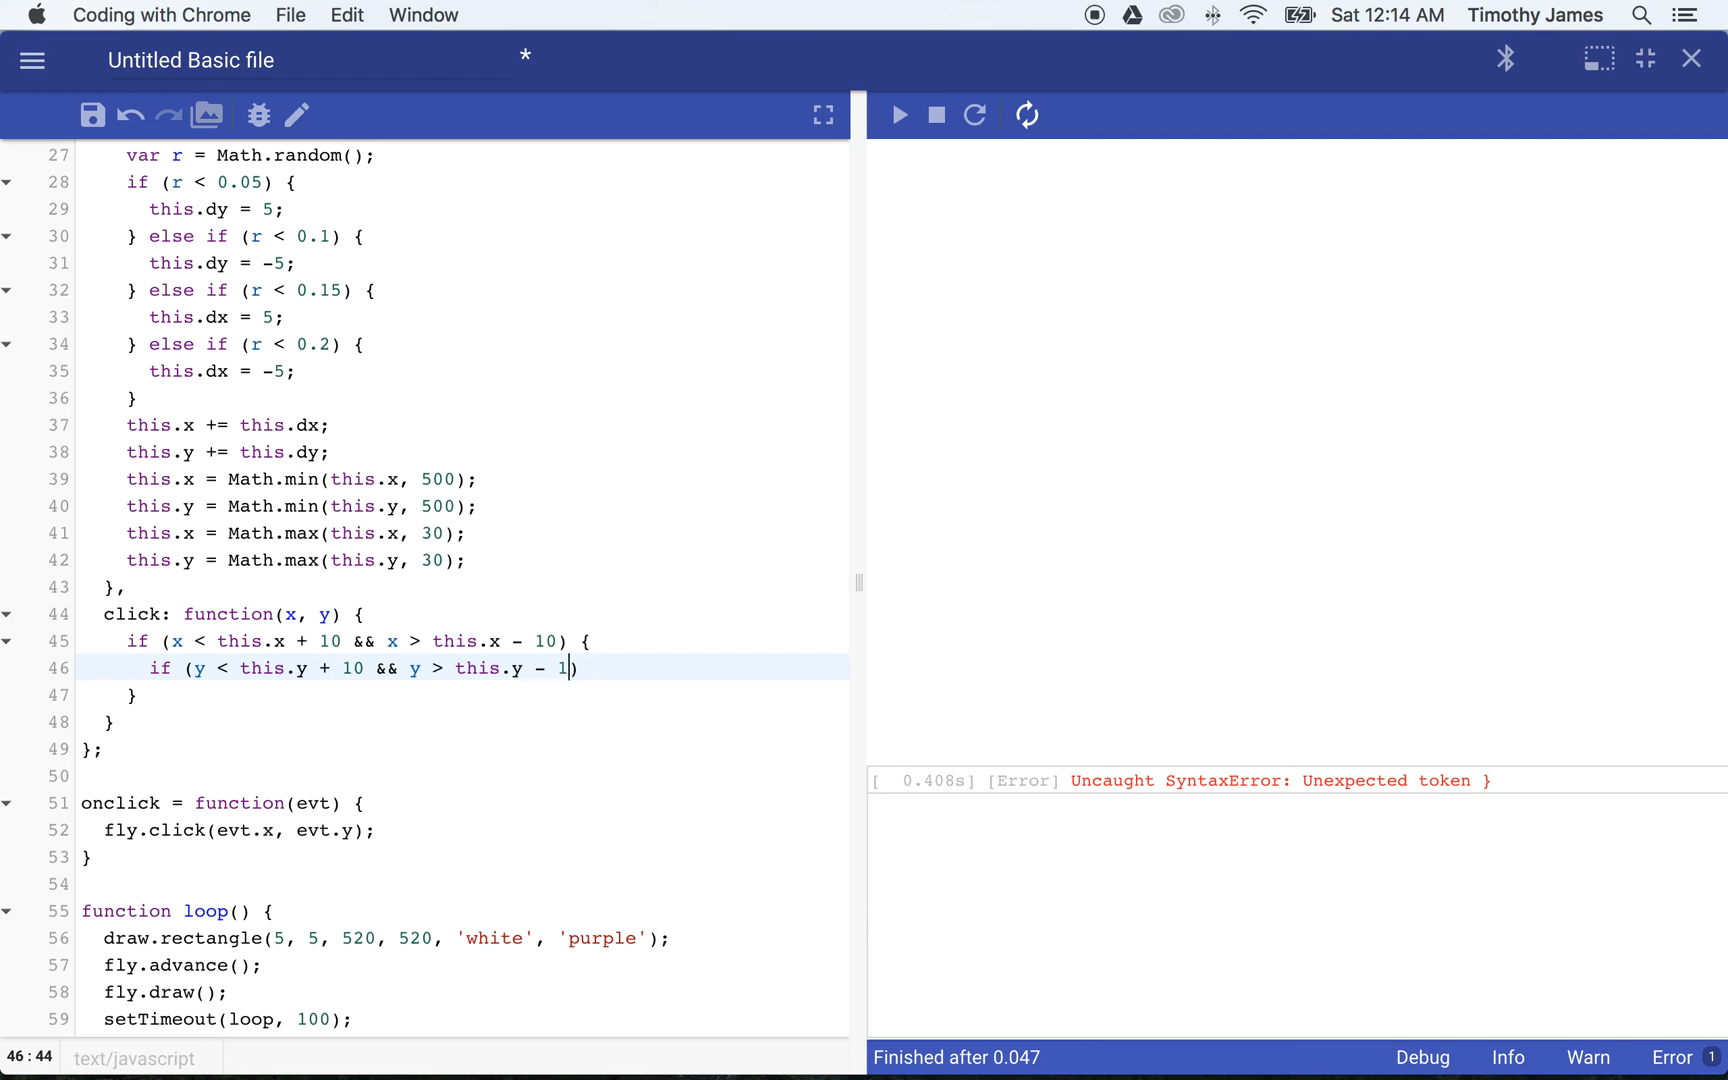 Coding with Chrome File Edit Window Sat 12:14 AM Timothy James
Untitled Basic file *
27 var r = Math.random();
28 if (r < 0.05) {
29 this.dy = 5;
30 } else if (r < 0.1) {
31 this.dy = -5;
32 } else if (r < 0.15) {
33 this.dx = 5;
34 } else if (r < 0.2) {
35 this.dx = -5;
36 }
37 this.x += this.dx;
38 this.y += this.dy;
39 this.x = Math.min(this.x, 500);
40 this.y = Math.min(this.y, 500);
41 this.x = Math.max(this.x, 30);
42 this.y = Math.max(this.y, 30);
43 },
44 click: function(x, y) {
45 if (x < this.x + 10 && x > this.x - 10) {
46 if (y < this.y + 10 && y > this.y - 1)
47 }
48 }
49 };
50
51 onclick = function(evt) {
52 fly.click(evt.x, evt.y);
53 }
54
55 function loop() {
56 draw.rectangle(5, 5, 520, 520, 'white', 'purple');
57 fly.advance();
58 fly.draw();
59 setTimeout(loop, 100);
46:44 text/javascript
[ 0.408s] [Error] Uncaught SyntaxError: Unexpected token }
Finished after 0.047 Debug Info Warn Error 1